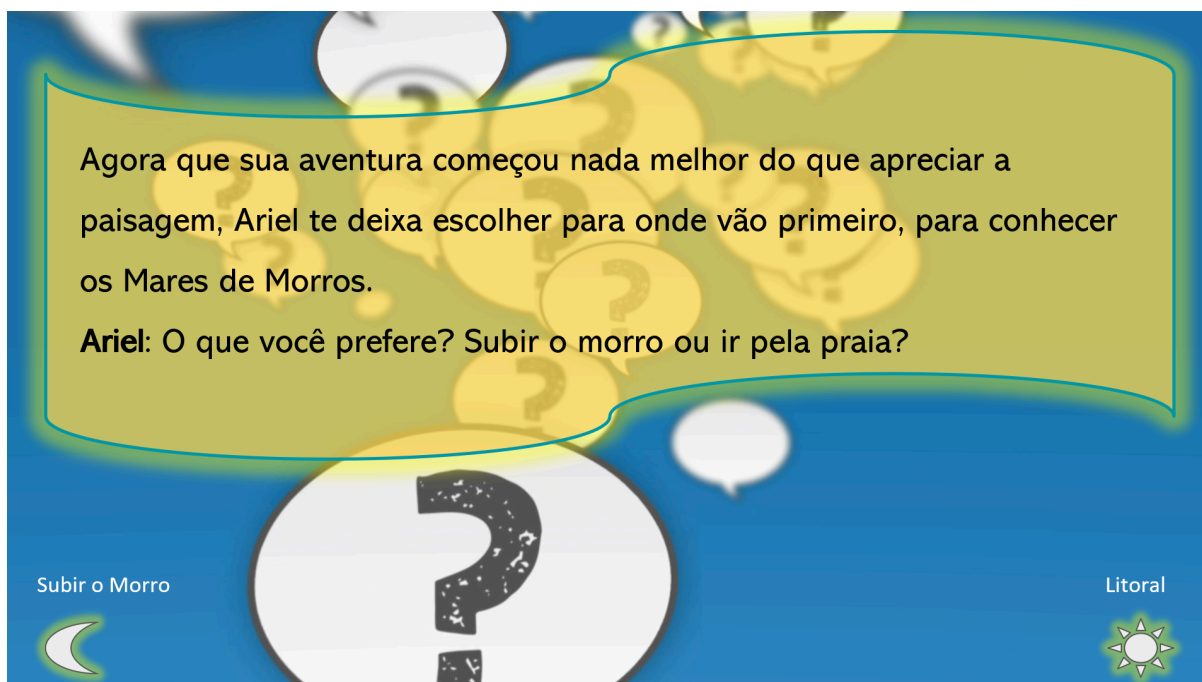 Agora que sua aventura começou nada melhor do que apreciar a
paisagem, Ariel te deixa escolher para onde vão primeiro, para conhecer
os Mares de Morros.
Ariel: O que você prefere? Subir o morro ou ir pela praia?
?
Subir o Morro
Litoral